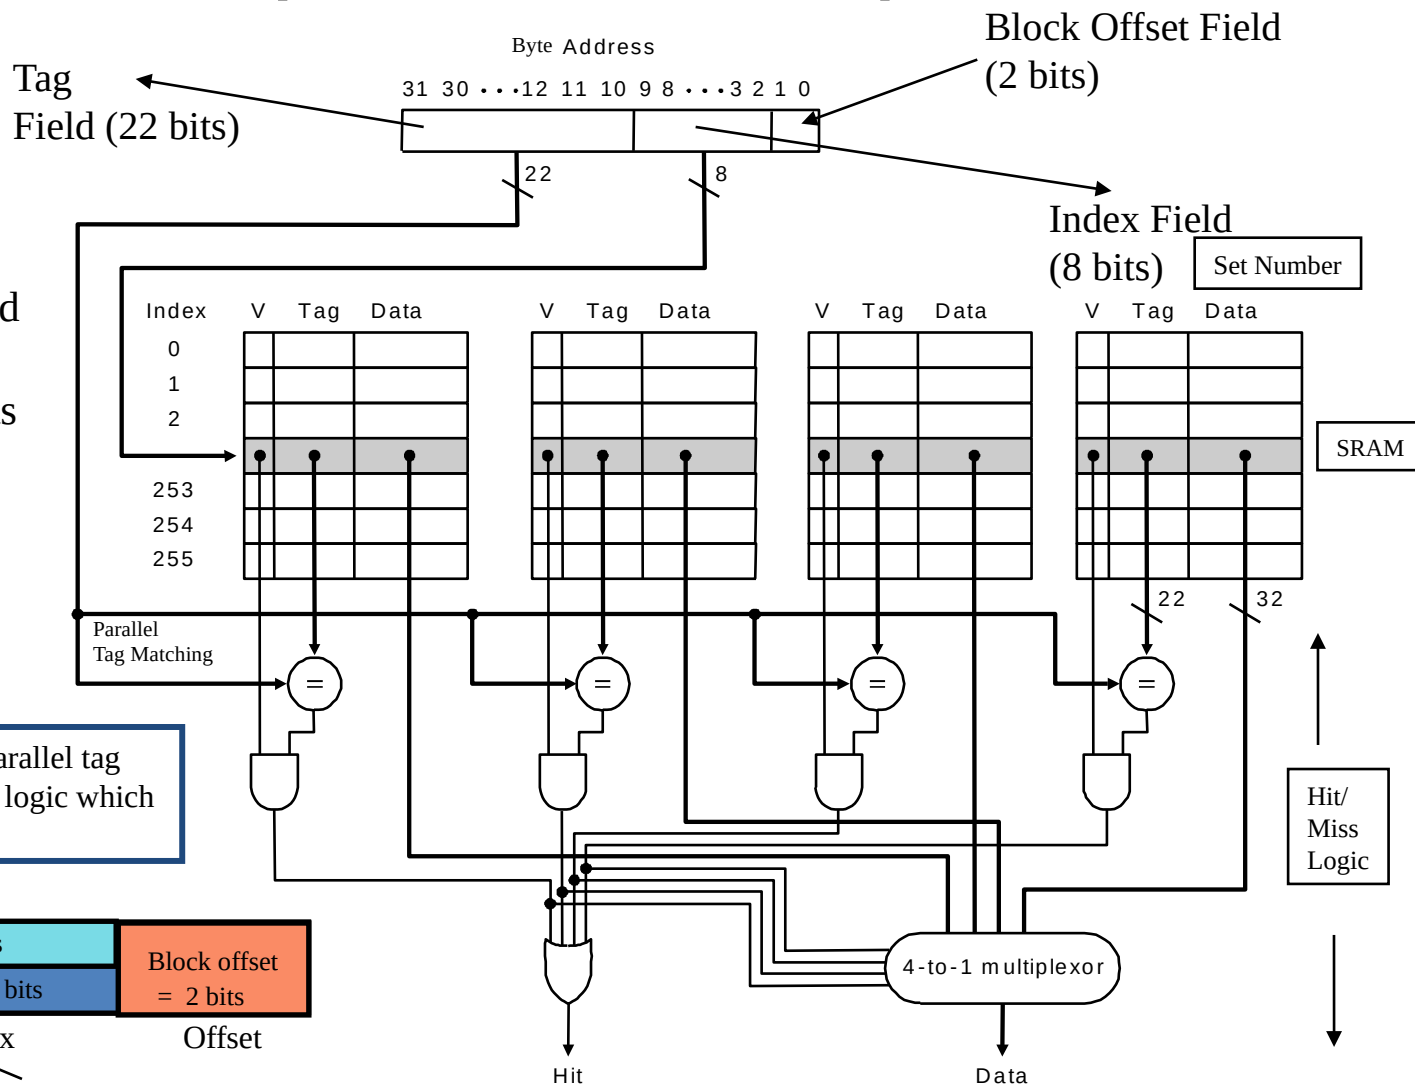 Byte Address
Block Offset Field
(2 bits)
Tag
Field (22 bits)
31 30 · · · 12 11 10 9 8 · · · 3 2 1 0
22
8
Index Field
(8 bits)
Set Number
Index V Tag Data V Tag Data V Tag Data V Tag Data
0
1
2
SRAM
253
254
255
22
32
Parallel
Tag Matching
= = = =
arallel tag
logic which
Hit/
Miss
Logic
bits
Block offset
= 2 bits
Offset
4-to-1 multiplexor
Hit
Data